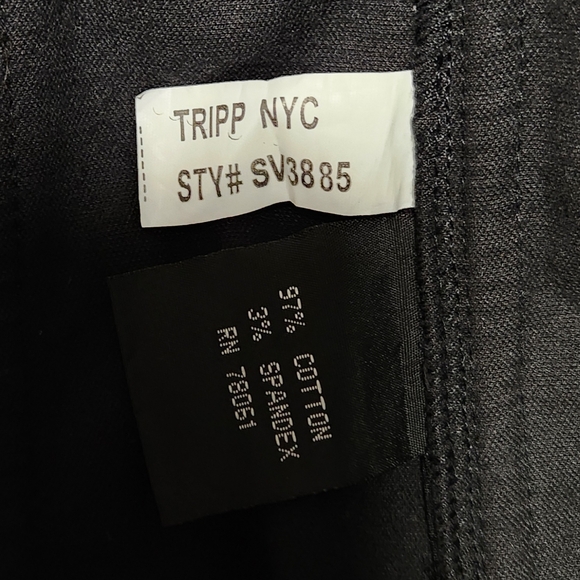 TRIPP NYC
STY# SV3885
97% COTTON
3% SPANDEX
RN 78061